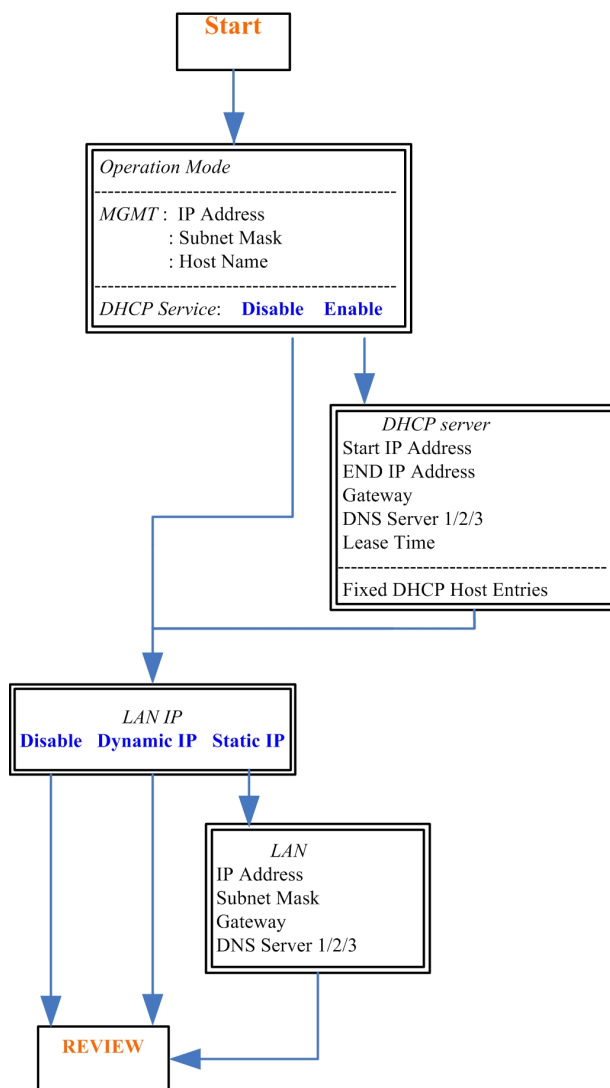 Start
Operation Mode
MGMT : IP Address
: Subnet Mask
: Host Name
DHCP Service: Disable Enable
DHCP server
Start IP Address
END IP Address
Gateway
DNS Server 1/2/3
Lease Time
Fixed DHCP Host Entries
LAN IP
Disable Dynamic IP Static IP
LAN
IP Address
Subnet Mask
Gateway
DNS Server 1/2/3
REVIEW